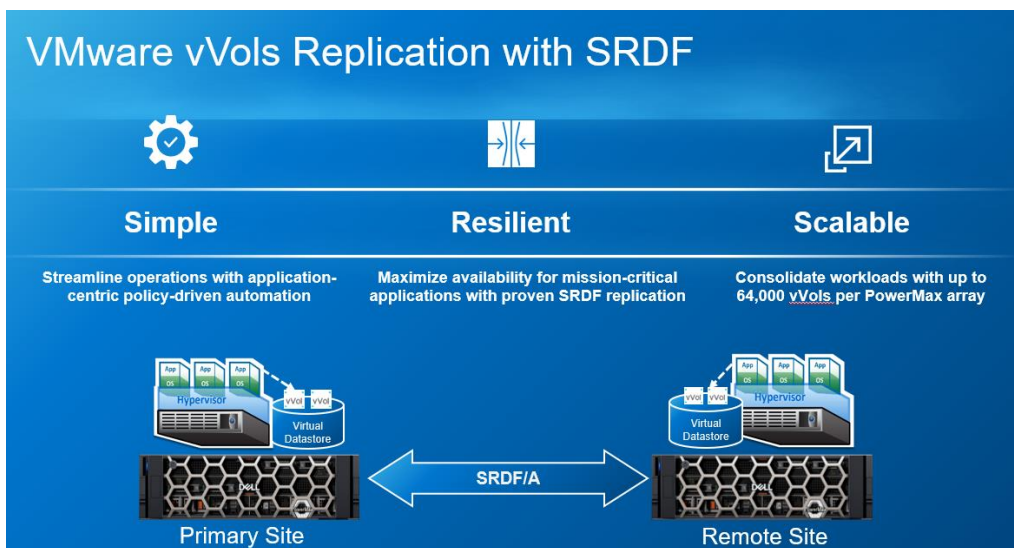 VMware vVols Replication with SRDF
Simple
Resilient
Scalable
Streamline operations with application-
centric policy-driven automation
Maximize availability for mission-critical
applications with proven SRDF replication
Consolidate workloads with up to
64,000 vVols per PowerMax array
App App App
OS OS OS
Hypervisor
vVol vVol
Virtual
Datastore
App App App
OS OS OS
Hypervisor
vVol vVol
Virtual
Datastore
SRDF/A
DELL
DELL
Primary Site
Remote Site